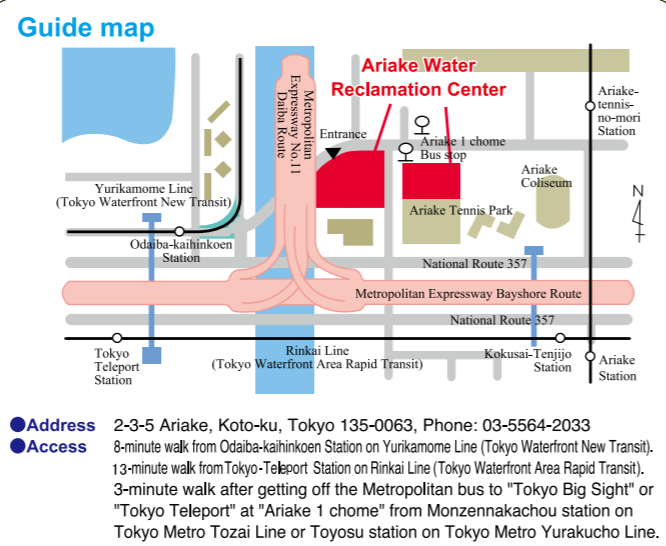 Guide map
Ariake Water
Reclamation Center
Metropolitan
Expressway No.11
Daiba Route
Entrance
Ariake 1 chome
Bus stop
Ariake-
tennis-
no-mori
Station
Ariake
Coliseum
N
Yurikamome Line
(Tokyo Waterfront New Transit)
Ariake Tennis Park
Odaiba-kaihinkoen
Station
National Route 357
Metropolitan Expressway Bayshore Route
National Route 357
Tokyo
Teleport
Station
Rinkai Line
(Tokyo Waterfront Area Rapid Transit)
Kokusai-Tenjijo
Station
Ariake
Station
●Address 2-3-5 Ariake, Koto-ku, Tokyo 135-0063, Phone: 03-5564-2033
●Access 8-minute walk from Odaiba-kaihinkoen Station on Yurikamome Line (Tokyo Waterfront New Transit).
13-minute walk from Tokyo-Teleport Station on Rinkai Line (Tokyo Waterfront Area Rapid Transit).
3-minute walk after getting off the Metropolitan bus to "Tokyo Big Sight" or
"Tokyo Teleport" at "Ariake 1 chome" from Monzennakachou station on
Tokyo Metro Tozai Line or Toyosu station on Tokyo Metro Yurakucho Line.